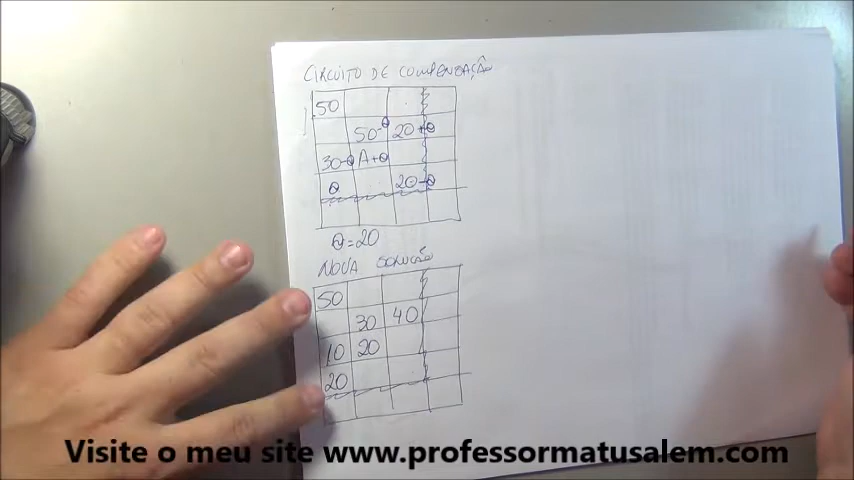 CIRCUITO DE COMPENSAÇÃO
50
50-θ 20+θ
30-θ A+θ
θ 20-θ
θ=20
NOVA SOLUÇÃO
50
30 40
10 20
20
Visite o meu site www.professormatusalem.com